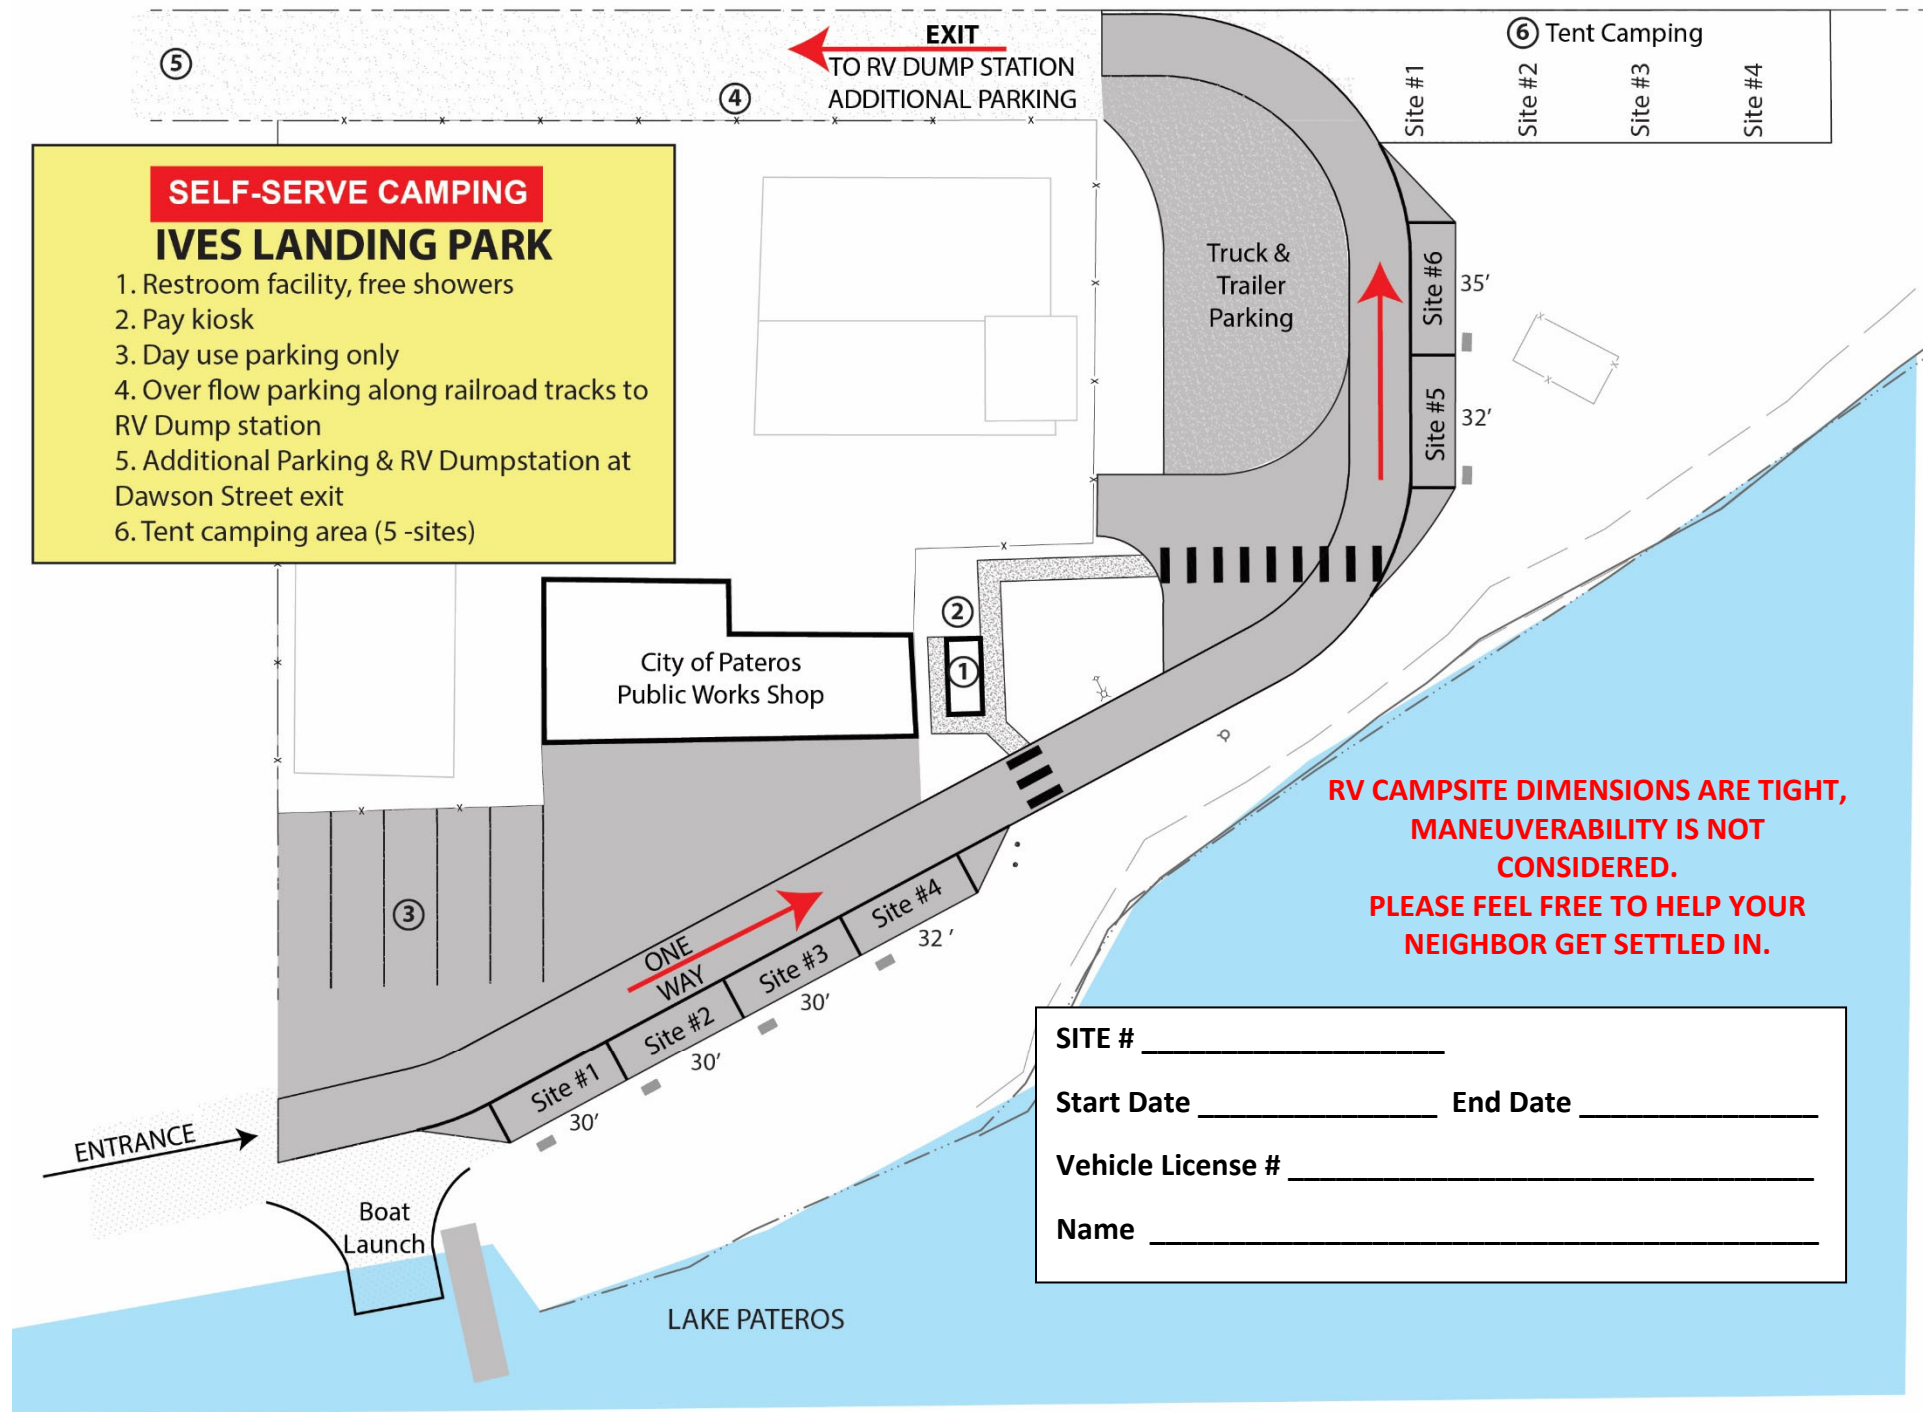 ⑤
EXIT
TO RV DUMP STATION
ADDITIONAL PARKING
④
⑥ Tent Camping
Site #1
Site #2
Site #3
Site #4
SELF-SERVE CAMPING
IVES LANDING PARK
1. Restroom facility, free showers
2. Pay kiosk
3. Day use parking only
4. Over flow parking along railroad tracks to
RV Dump station
5. Additional Parking & RV Dumpstation at
Dawson Street exit
6. Tent camping area (5 -sites)
Truck &
Trailer
Parking
Site #6
35’
Site #5
32’
City of Pateros
Public Works Shop
②
①
③
ONE
WAY
Site #4
32 ’
Site #3
30’
Site #2
30’
Site #1
30’
ENTRANCE
Boat
Launch
LAKE PATEROS
RV CAMPSITE DIMENSIONS ARE TIGHT,
MANEUVERABILITY IS NOT
CONSIDERED.
PLEASE FEEL FREE TO HELP YOUR
NEIGHBOR GET SETTLED IN.
SITE # ___________________
Start Date _______________ End Date _______________
Vehicle License # _________________________________
Name __________________________________________